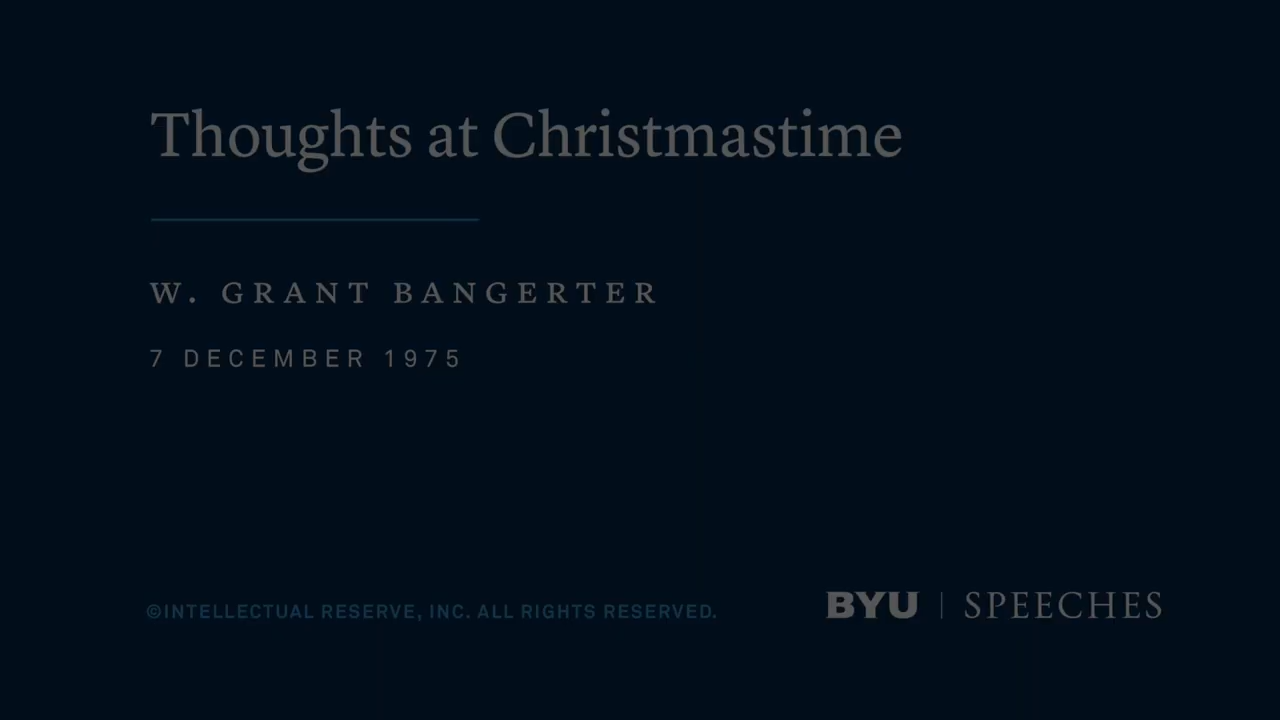 Thoughts at Christmastime
W. GRANT BANGERTER
7 DECEMBER 1975
©INTELLECTUAL RESERVE, INC. ALL RIGHTS RESERVED.
BYU | SPEECHES